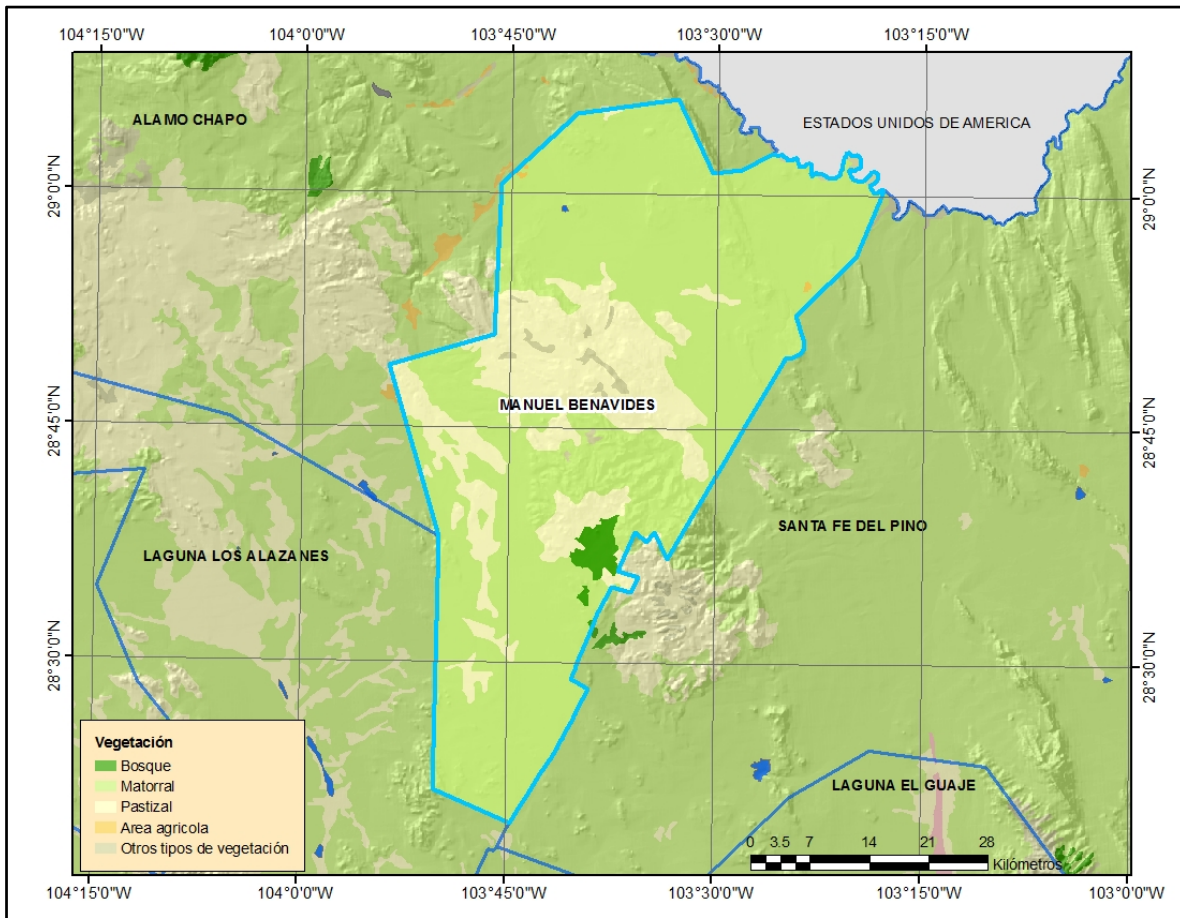 104°15'0"W 104°0'0"W 103°45'0"W 103°30'0"W 103°15'0"W 103°0'0"W
ALAMO CHAPO
ESTADOS UNIDOS DE AMERICA
29°0'0"N
29°0'0"N
MANUEL BENAVIDES
28°45'0"N
28°45'0"N
SANTA FE DEL PINO
LAGUNA LOS ALAZANES
28°30'0"N
28°30'0"N
Vegetación
Bosque
Matorral
Pastizal
Area agricola
Otros tipos de vegetación
LAGUNA EL GUAJE
0 3.5 7 14 21 28
Kilómetros
104°15'0"W 104°0'0"W 103°45'0"W 103°30'0"W 103°15'0"W 103°0'0"W